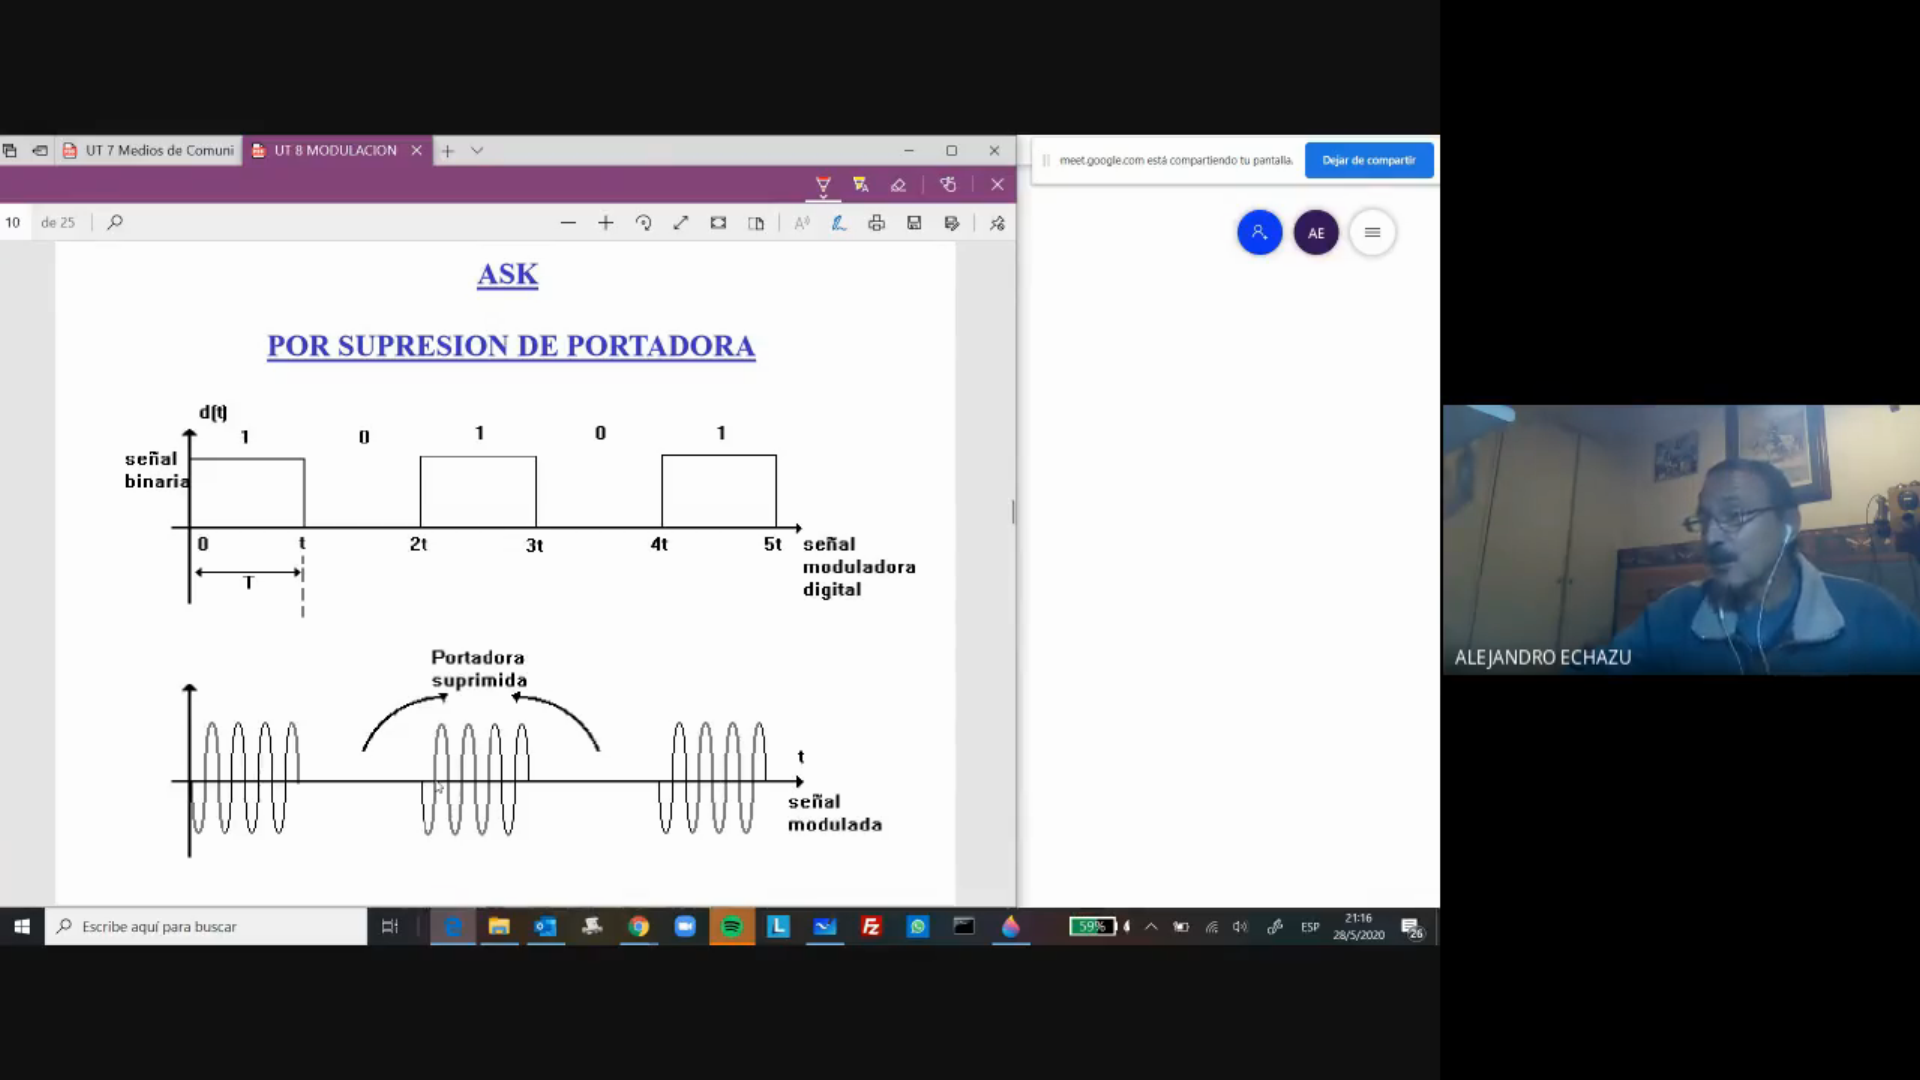 UT 7 Medios de Comuni
UT 8 MODULACION
meet.google.com está compartiendo tu pantalla.
Dejar de compartir
10 de 25
AE
ASK
POR SUPRESION DE PORTADORA
d(t)
1 0 1 0 1
señal
binaria
0 t 2t 3t 4t 5t
T
señal
moduladora
digital
Portadora
suprimida
t
señal
modulada
ALEJANDRO ECHAZU
Escribe aquí para buscar
59%
ESP
21:16
28/5/2020
26